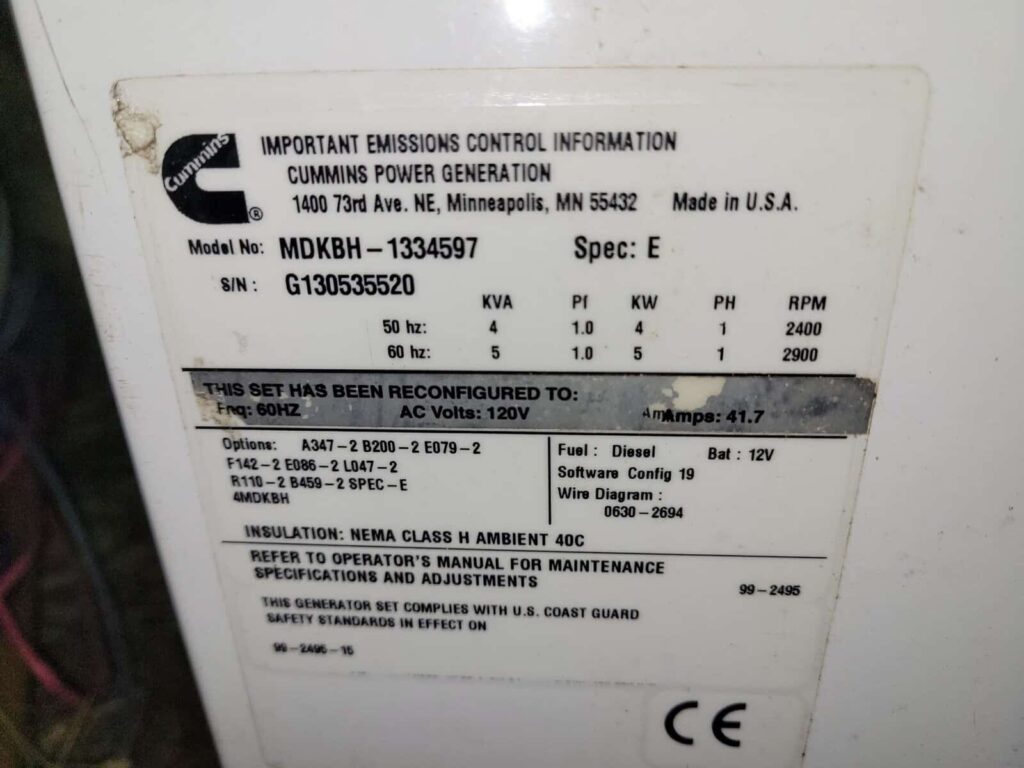 Cummins
®
IMPORTANT EMISSIONS CONTROL INFORMATION
CUMMINS POWER GENERATION
1400 73rd Ave. NE, Minneapolis, MN 55432 Made in U.S.A.
Model No: MDKBH-1334597 Spec: E
S/N: G130535520
KVA Pf KW PH RPM
50 hz: 4 1.0 4 1 2400
60 hz: 5 1.0 5 1 2900
THIS SET HAS BEEN RECONFIGURED TO:
Frq: 60HZ AC Volts: 120V Am Amps: 41.7
Options: A347-2 B200-2 E079-2
F142-2 E086-2 L047-2
R110-2 B459-2 SPEC-E
4MDKBH
Fuel: Diesel Bat: 12V
Software Config 19
Wire Diagram:
0630-2694
INSULATION: NEMA CLASS H AMBIENT 40C
REFER TO OPERATOR'S MANUAL FOR MAINTENANCE
SPECIFICATIONS AND ADJUSTMENTS
99-2495
THIS GENERATOR SET COMPLIES WITH U.S. COAST GUARD
SAFETY STANDARDS IN EFFECT ON
99-2495-15
CE